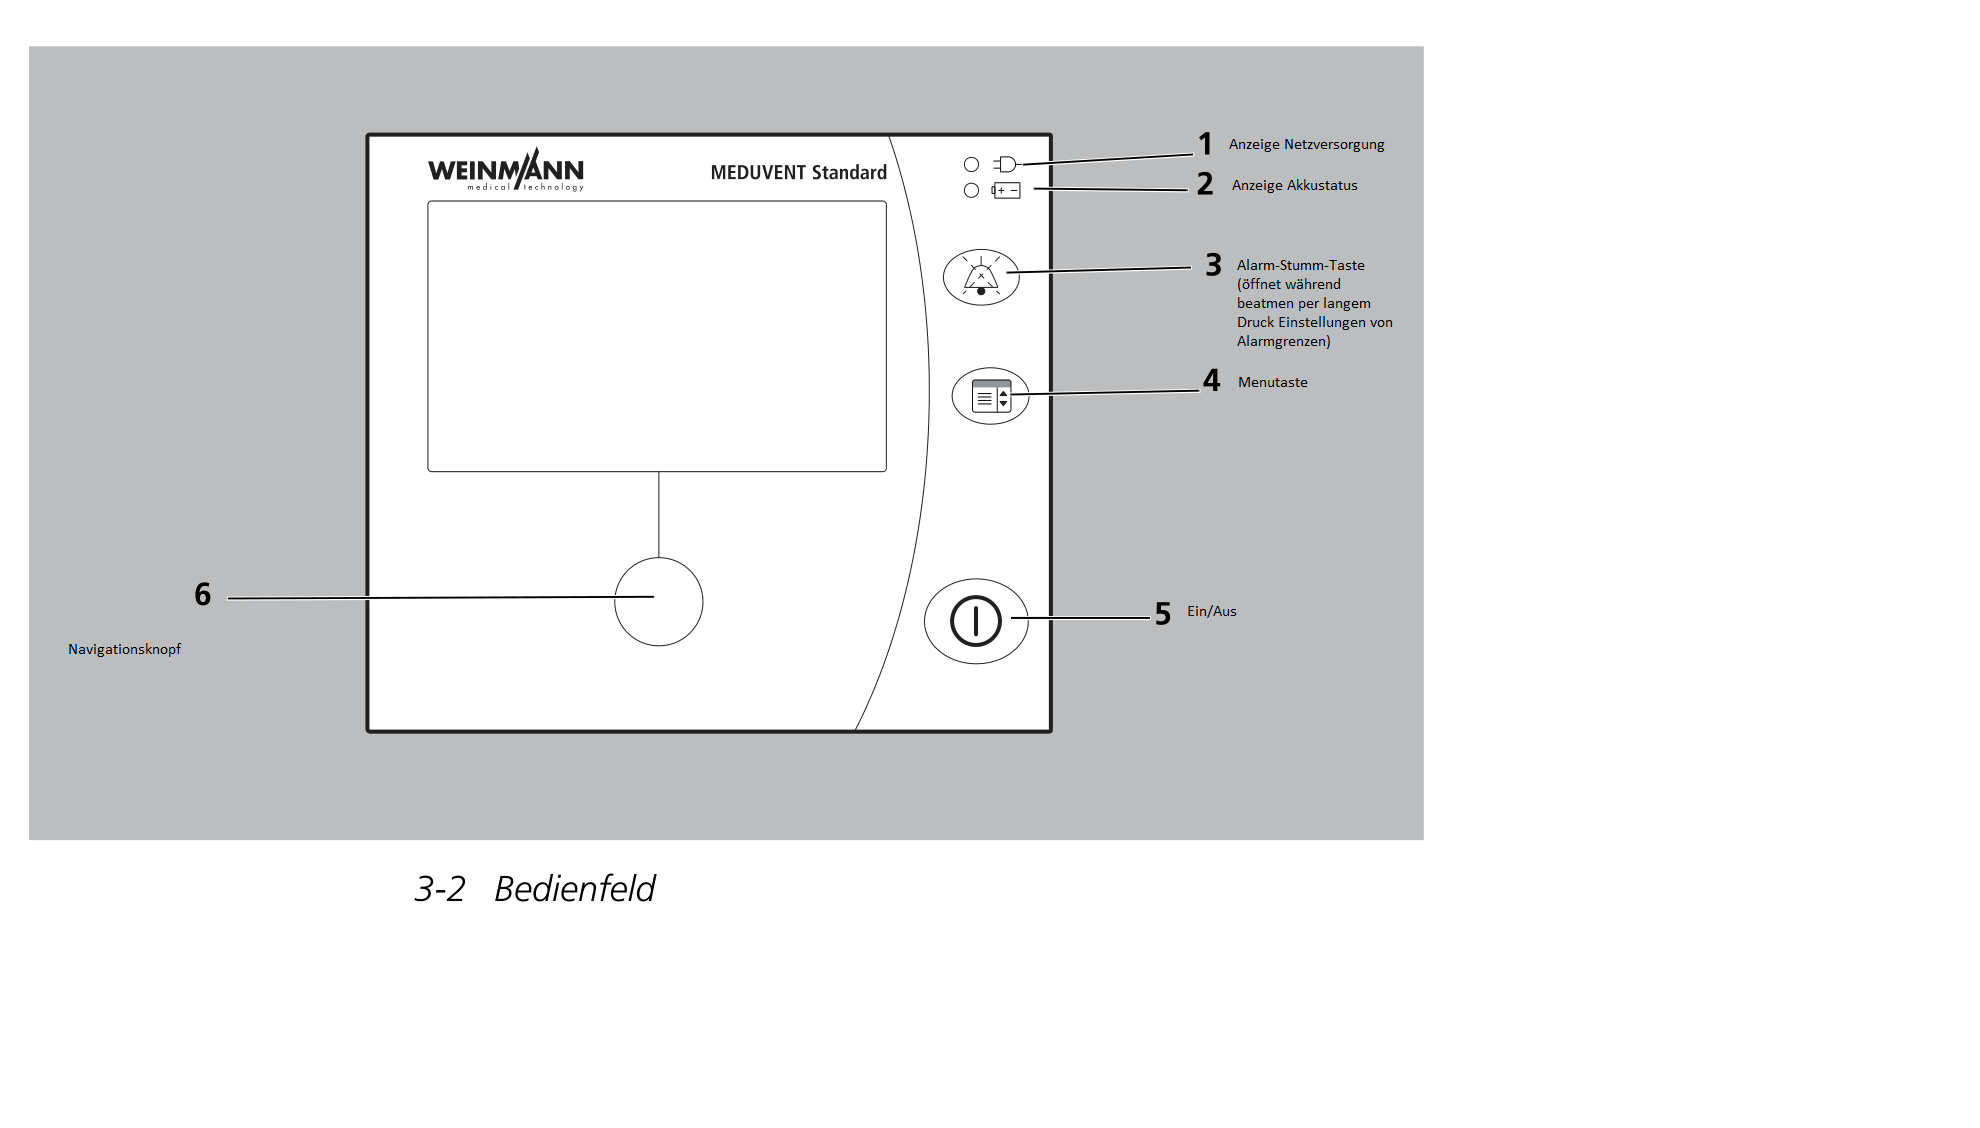 WEINMANN
medical technology
MEDUVENT Standard
1 Anzeige Netzversorgung
+ −
2 Anzeige Akkustatus
3 Alarm-Stumm-Taste
(öffnet während
beatmen per langem
Druck Einstellungen von
Alarmgrenzen)
4 Menutaste
6
5 Ein/Aus
Navigationsknopf
3-2 Bedienfeld